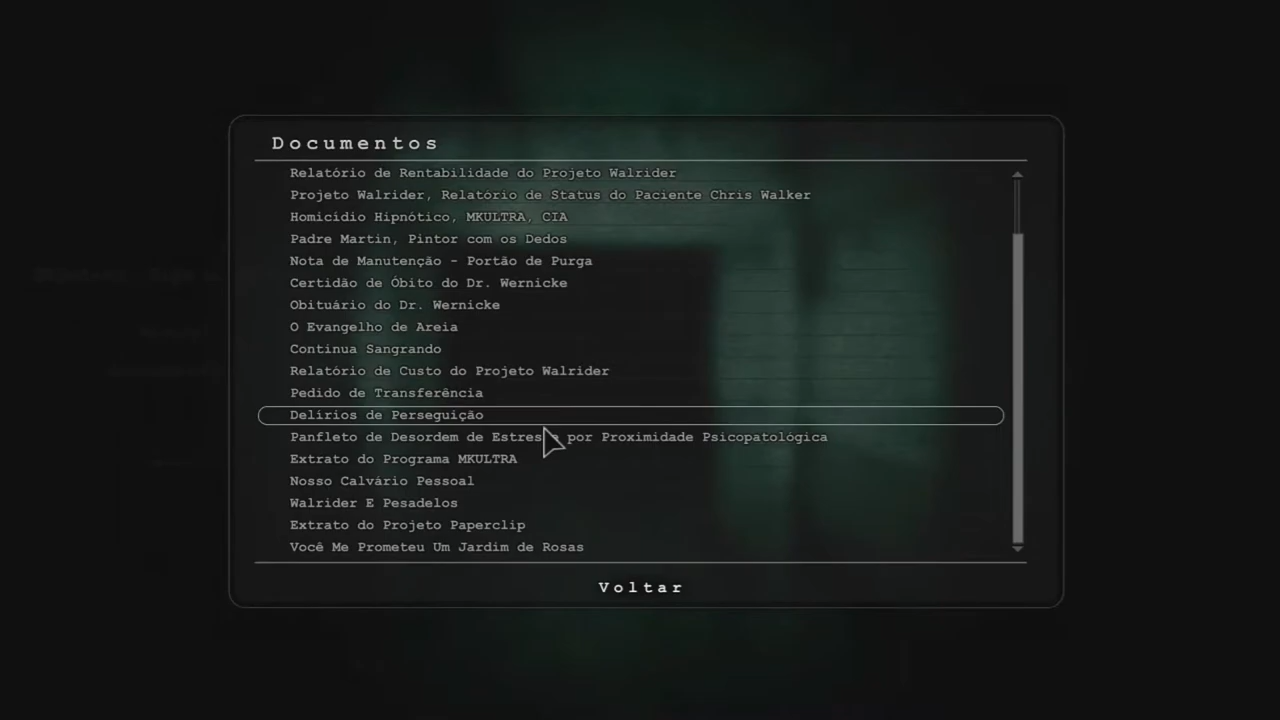 Documentos
Relatório de Rentabilidade do Projeto Walrider
Projeto Walrider, Relatório de Status do Paciente Chris Walker
Homicídio Hipnótico, MKULTRA, CIA
Padre Martin, Pintor com os Dedos
Nota de Manutenção - Portão de Purga
Certidão de Óbito do Dr. Wernicke
Obituário do Dr. Wernicke
O Evangelho de Areia
Continua Sangrando
Relatório de Custo do Projeto Walrider
Pedido de Transferência
Delírios de Perseguição
Panfleto de Desordem de Estresse por Proximidade Psicopatológica
Extrato do Programa MKULTRA
Nosso Calvário Pessoal
Walrider E Pesadelos
Extrato do Projeto Paperclip
Você Me Prometeu Um Jardim de Rosas
Voltar